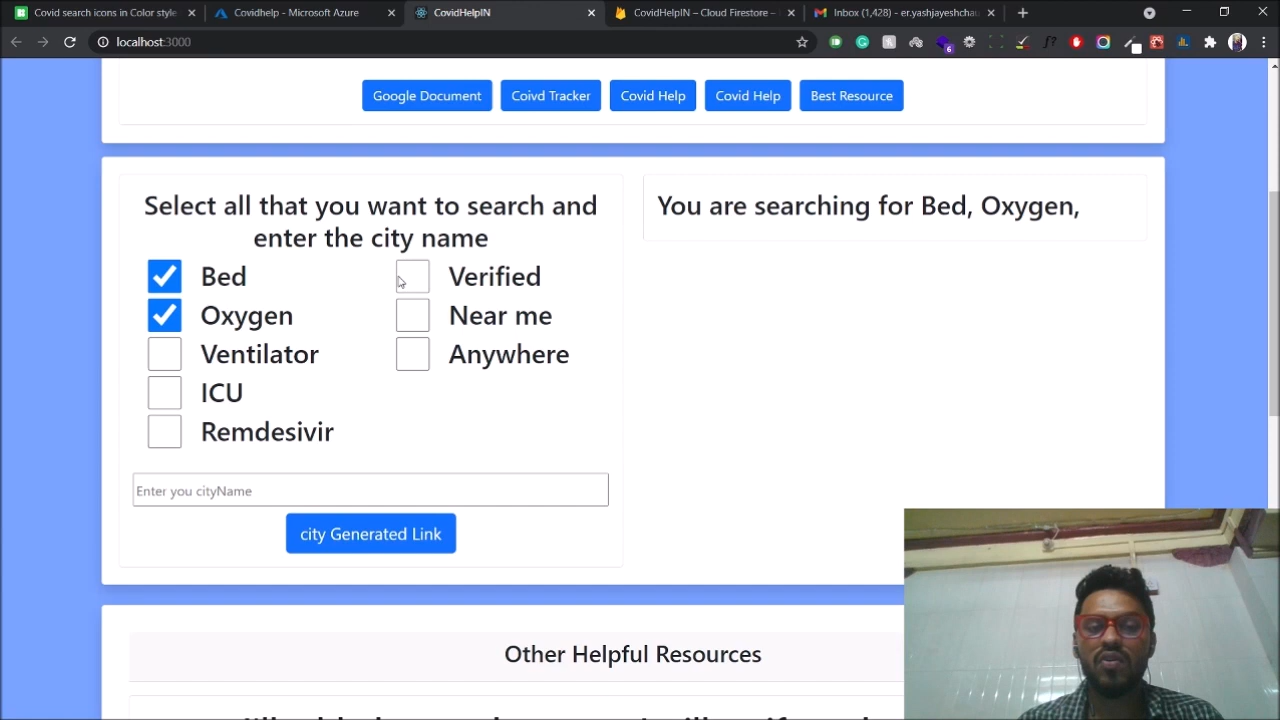 Covid search icons in Color style
Covidhelp - Microsoft Azure
CovidHelpIN
CovidHelpIN – Cloud Firestore –
Inbox (1,428) - er.yashjayeshchau
localhost:3000
6
Google Document
Coivd Tracker
Covid Help
Covid Help
Best Resource
Select all that you want to search and
enter the city name
Bed
Oxygen
Ventilator
ICU
Remdesivir
Verified
Near me
Anywhere
Enter you cityName
city Generated Link
You are searching for Bed, Oxygen,
Other Helpful Resources